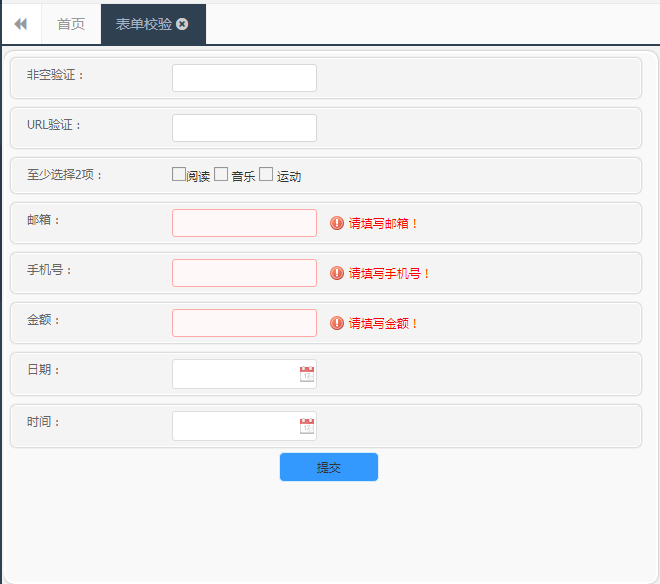 首页 表单校验
非空验证：
URL验证：
至少选择2项： 阅读 音乐 运动
邮箱： 请填写邮箱！
手机号： 请填写手机号！
金额： 请填写金额！
日期：
时间：
提交